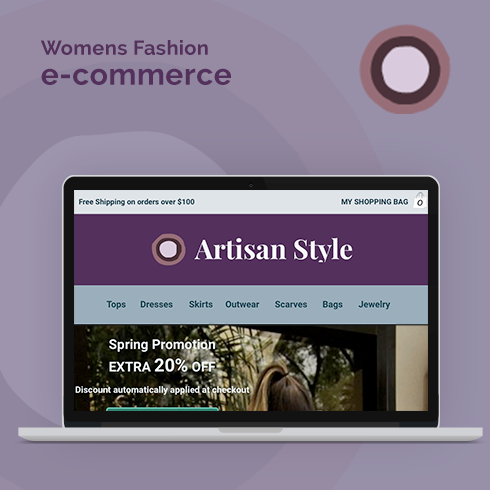 Womens Fashion
e-commerce
Free Shipping on orders over $100 MY SHOPPING BAG 0
Artisan Style
Tops Dresses Skirts Outwear Scarves Bags Jewelry
Spring Promotion
EXTRA 20% OFF
Discount automatically applied at checkout